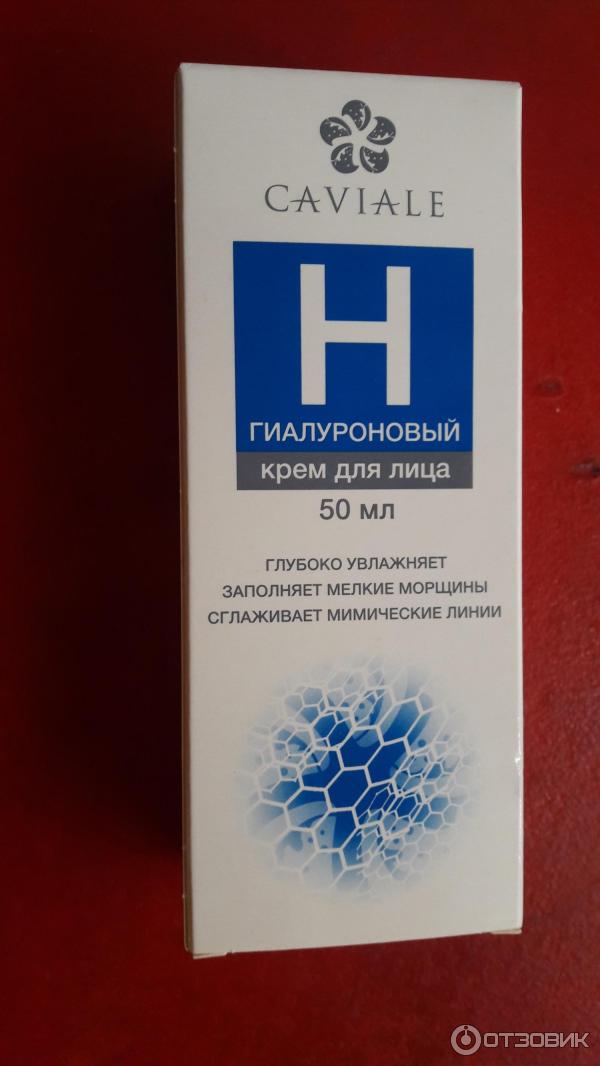 CAVIALE
H
ГИАЛУРОНОВЫЙ
крем для лица
50 мл
ГЛУБОКО УВЛАЖНЯЕТ
ЗАПОЛНЯЕТ МЕЛКИЕ МОРЩИНЫ
СГЛАЖИВАЕТ МИМИЧЕСКИЕ ЛИНИИ
ОТЗОВИК